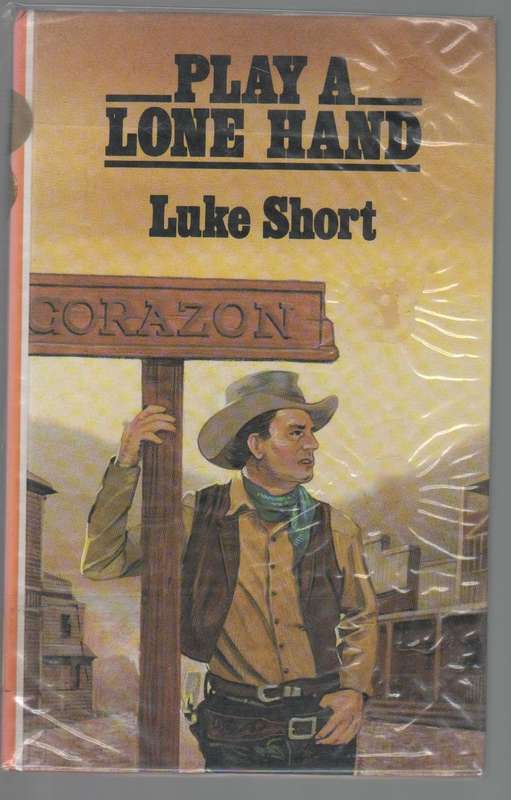 PLAY A
LONE HAND
Luke Short
CORAZON